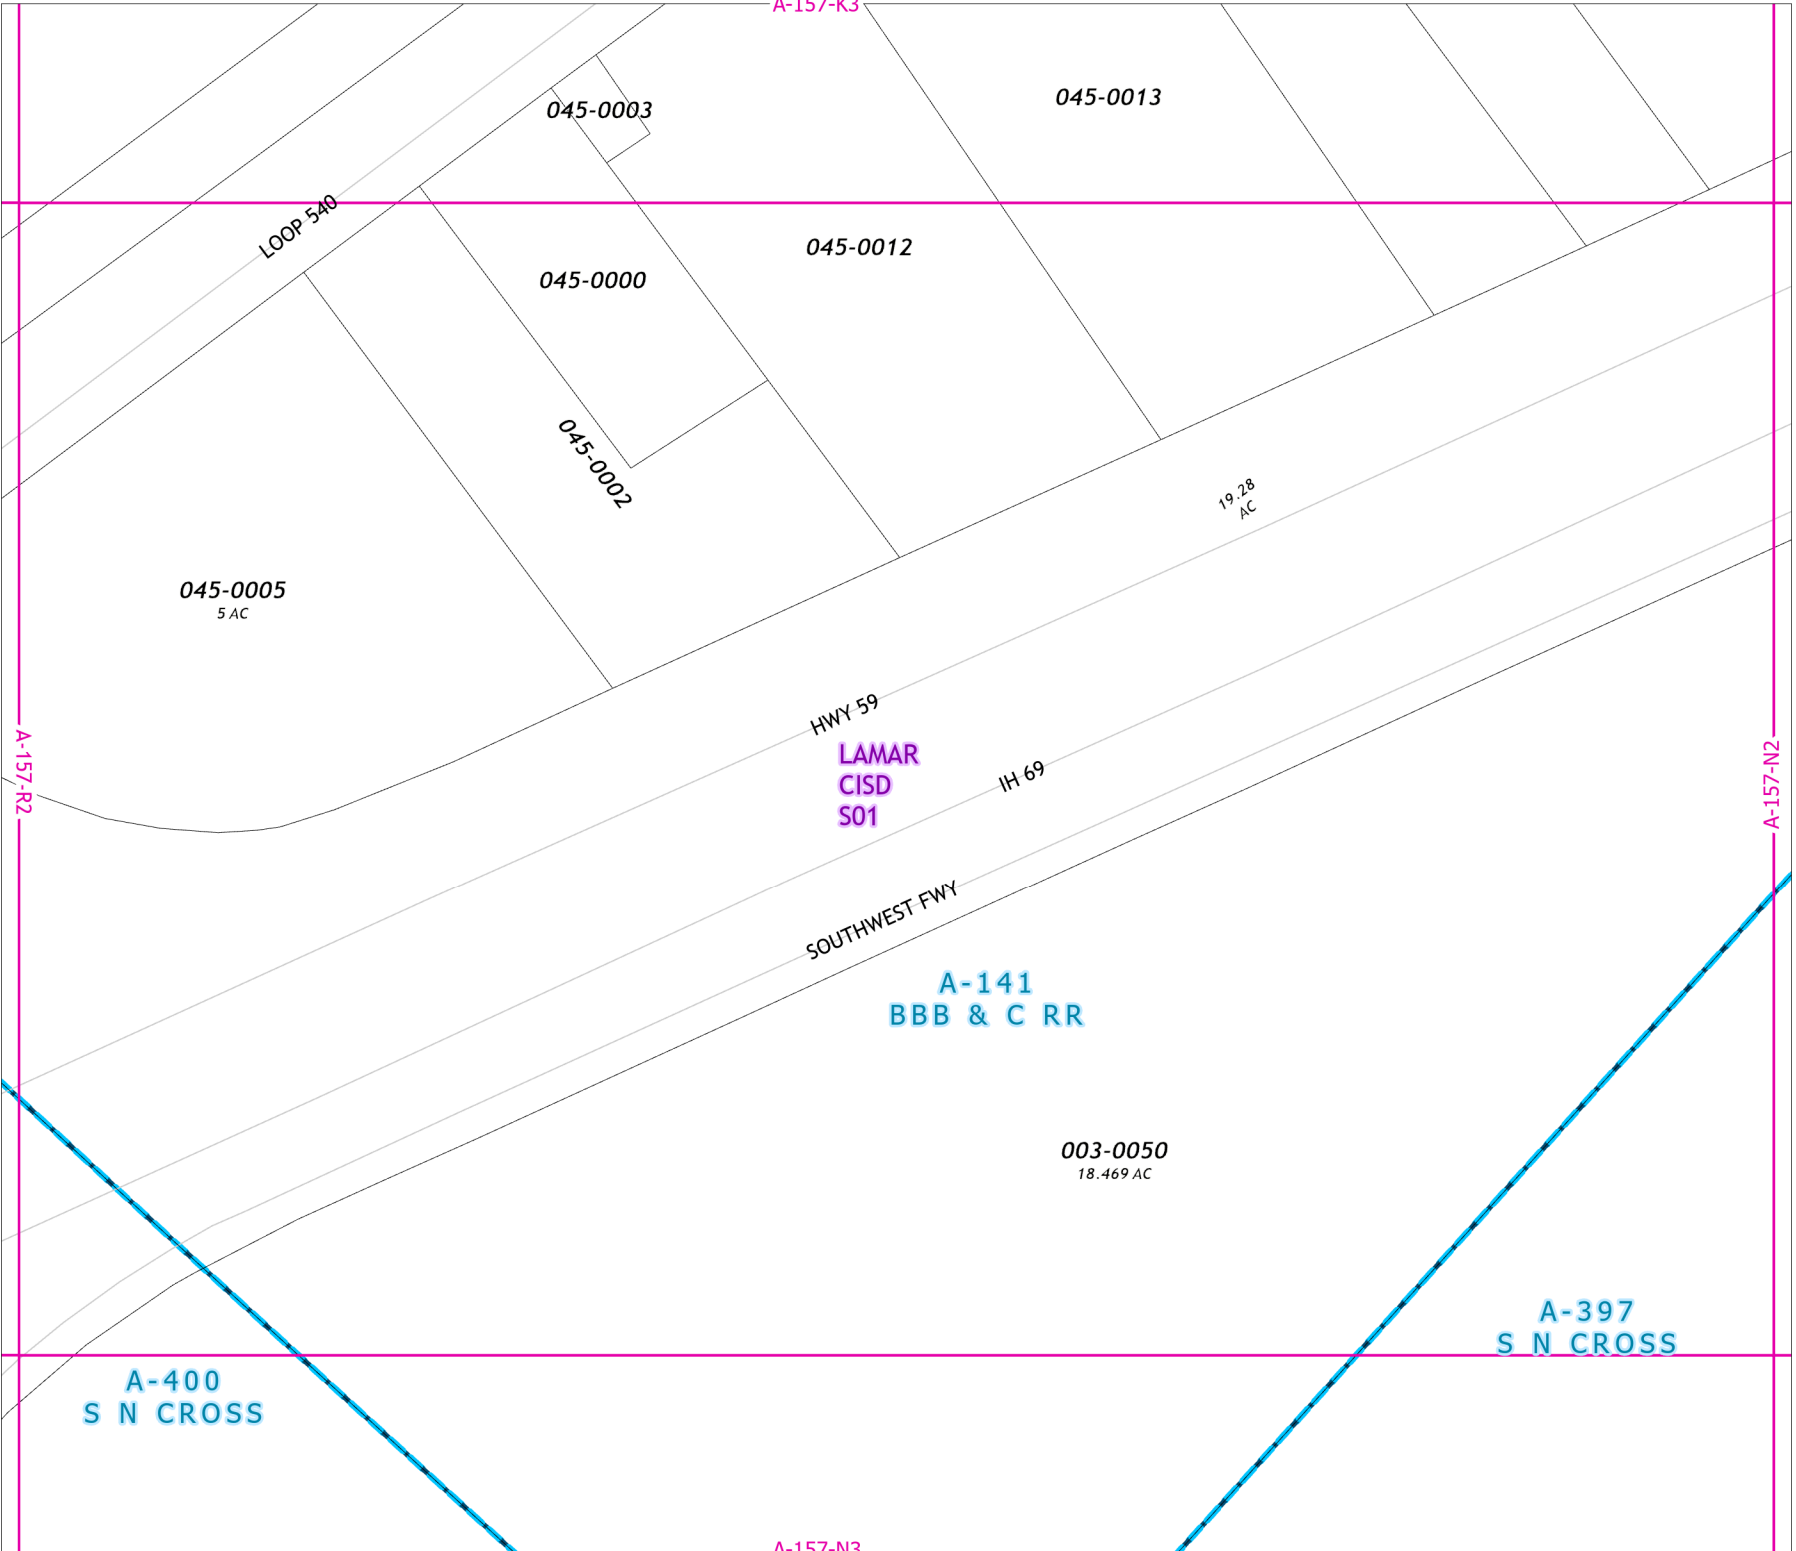 A-157-K3
045-0003
045-0013
LOOP 540
045-0012
045-0000
045-0002
19.28
AC
045-0005
5 AC
HWY 59
LAMAR
CISD
S01
IH 69
A-157-R2
A-157-N2
SOUTHWEST FWY
A-141
BBB & C RR
003-0050
18.469 AC
A-397
S N CROSS
A-400
S N CROSS
A-157-N3